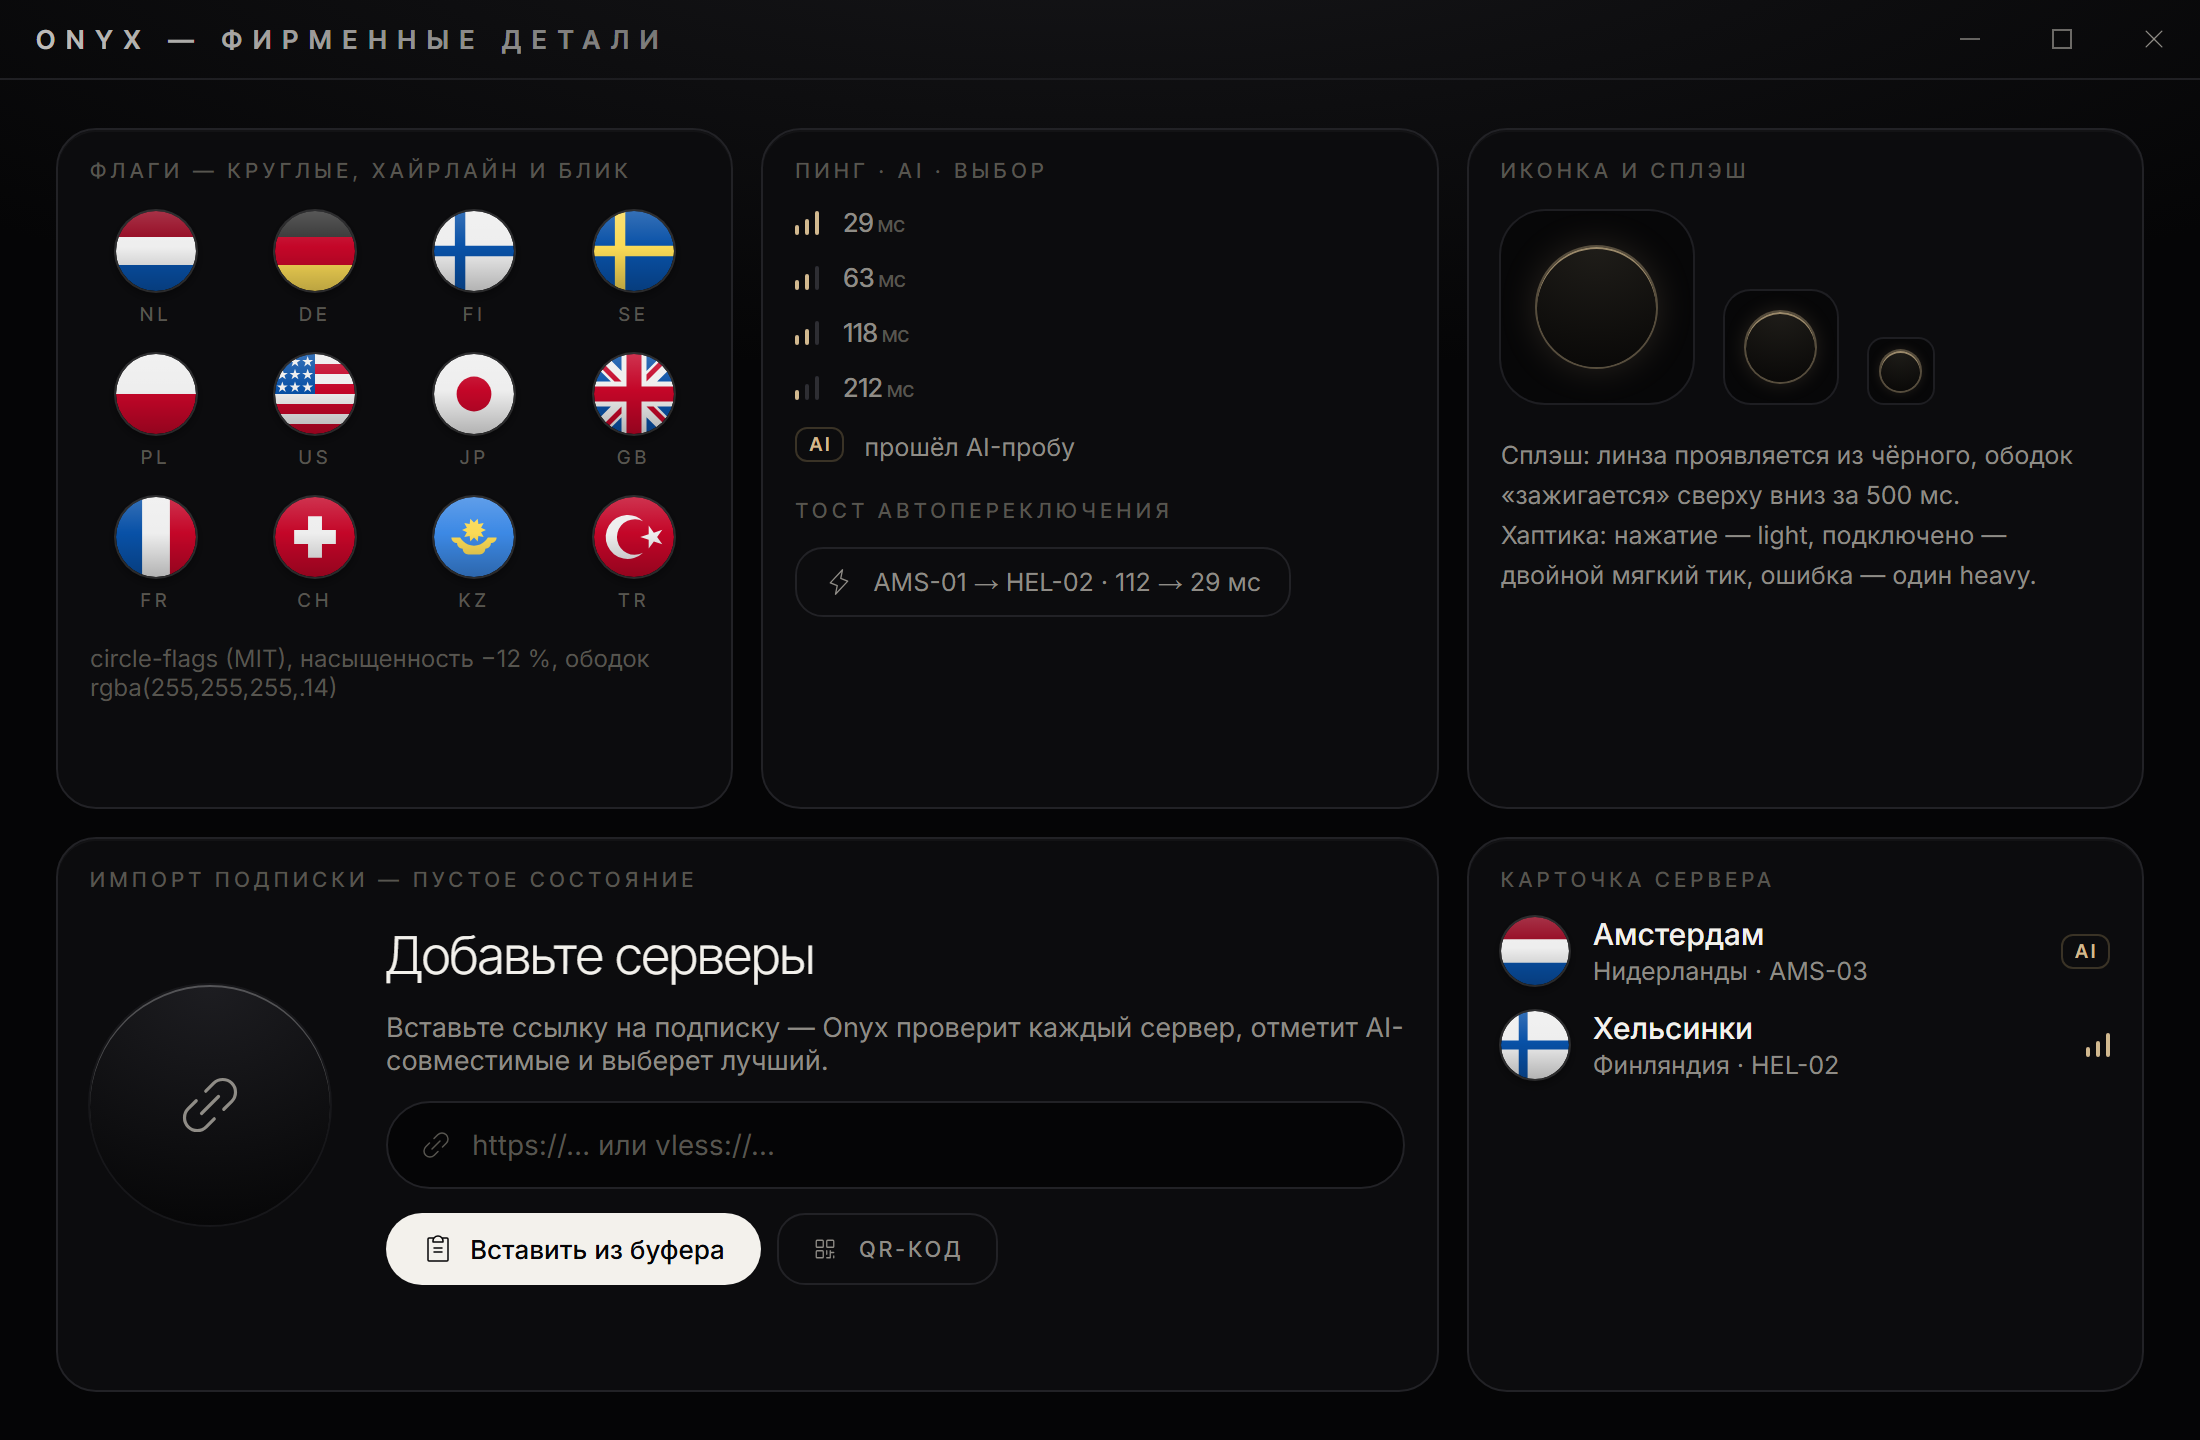 ONYX — ФИРМЕННЫЕ ДЕТАЛИ
ФЛАГИ — КРУГЛЫЕ, ХАЙРЛАЙН И БЛИК
NL DE FI SE
PL US JP GB
FR CH KZ TR
circle-flags (MIT), насыщенность −12 %, ободок
rgba(255,255,255,.14)
ПИНГ · AI · ВЫБОР
29 мс
63 мс
118 мс
212 мс
AI прошёл AI-пробу
ТОСТ АВТОПЕРЕКЛЮЧЕНИЯ
AMS-01 → HEL-02 · 112 → 29 мс
ИКОНКА И СПЛЭШ
Сплэш: линза проявляется из чёрного, ободок
«зажигается» сверху вниз за 500 мс.
Хаптика: нажатие — light, подключено —
двойной мягкий тик, ошибка — один heavy.
ИМПОРТ ПОДПИСКИ — ПУСТОЕ СОСТОЯНИЕ
Добавьте серверы
Вставьте ссылку на подписку — Onyx проверит каждый сервер, отметит AI-
совместимые и выберет лучший.
https://... или vless://...
Вставить из буфера
QR-КОД
КАРТОЧКА СЕРВЕРА
Амстердам
Нидерланды · AMS-03
AI
Хельсинки
Финляндия · HEL-02